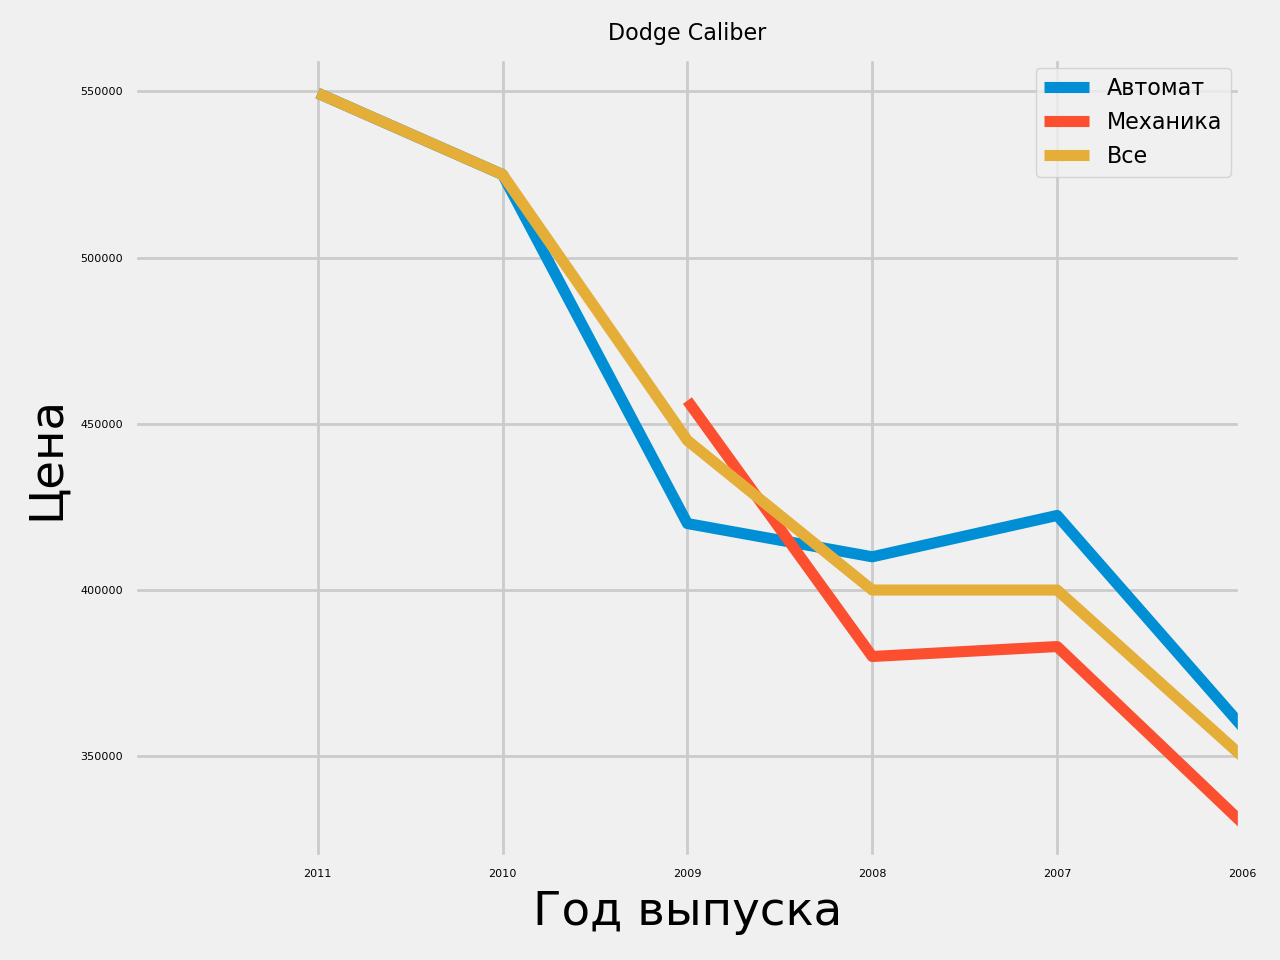 Dodge Caliber
Автомат
Механика
Все
550000
500000
450000
400000
350000
Цена
2011
2010
2009
2008
2007
2006
Год выпуска